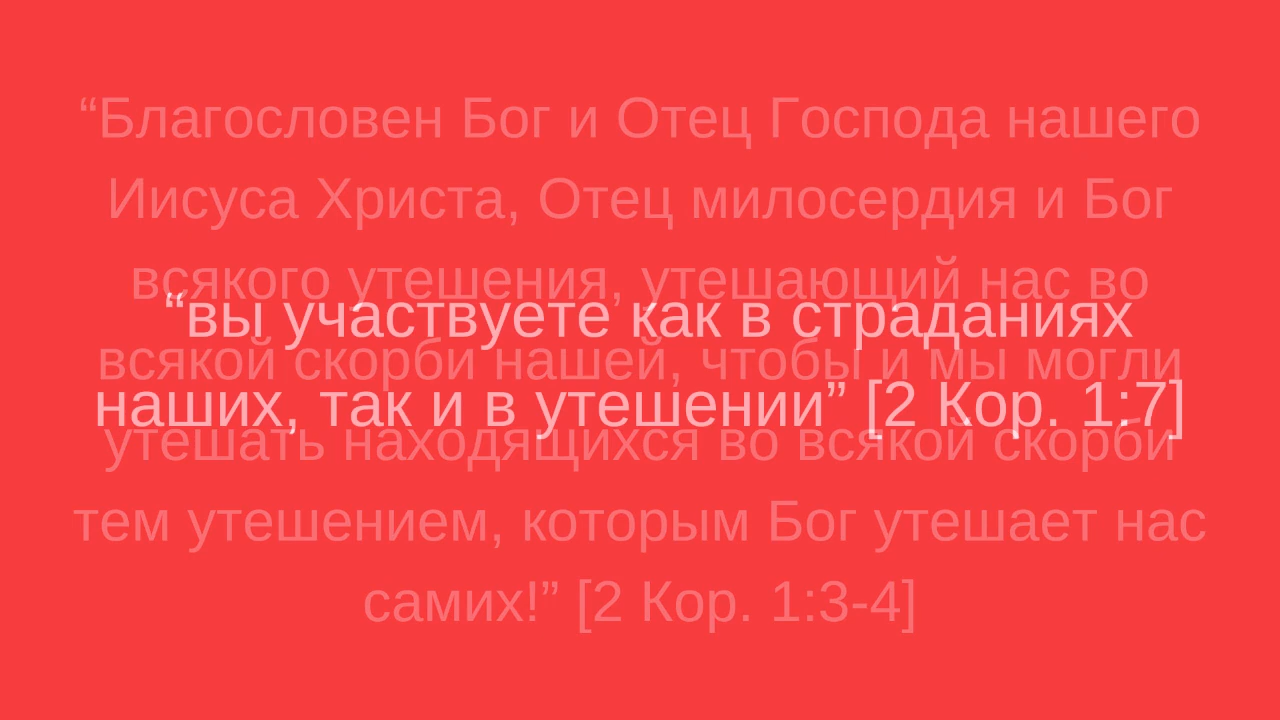 “Благословен Бог и Отец Господа нашего
Иисуса Христа, Отец милосердия и Бог
всякого утешения, утешающий нас во
всякой скорби нашей, чтобы и мы могли
утешать находящихся во всякой скорби
тем утешением, которым Бог утешает нас
самих!” [2 Кор. 1:3-4]
“вы участвуете как в страданиях
наших, так и в утешении” [2 Кор. 1:7]